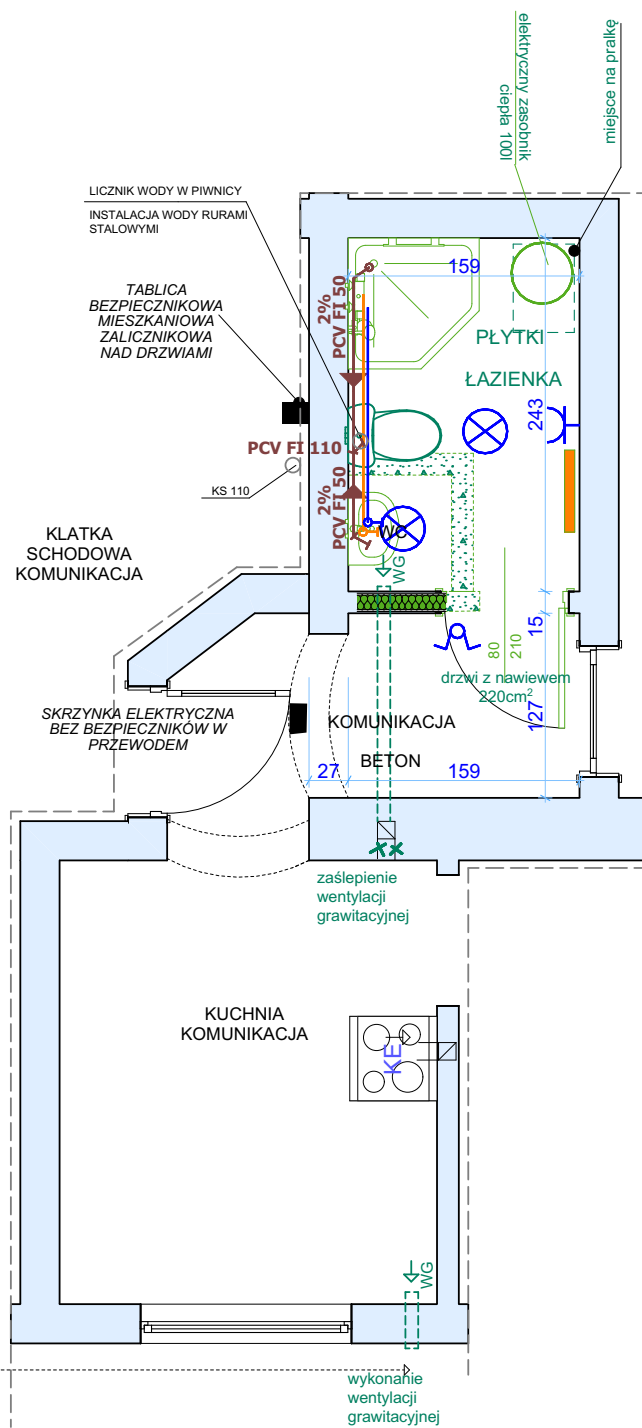 elektryczny zasobnik
ciepła 100l
miejsce na pralkę
LICZNIK WODY W PIWNICY
INSTALACJA WODY RURAMI
STALOWYMI
TABLICA
BEZPIECZNIKOWA
MIESZKANIOWA
ZALICZNIKOWA
NAD DRZWIAMI
159
2%
PCV FI 50
PŁYTKI
ŁAZIENKA
243
PCV FI 110
KS 110
2%
PCV FI 50
WC
WG
KLATKA
SCHODOWA
KOMUNIKACJA
80
210
15
drzwi z nawiewem
220cm²
127
SKRZYNKA ELEKTRYCZNA
BEZ BEZPIECZNIKÓW W
PRZEWODEM
KOMUNIKACJA
BETON
27
159
zaślepienie
wentylacji
grawitacyjnej
KUCHNIA
KOMUNIKACJA
KE
WG
wykonanie
wentylacji
grawitacyjnej